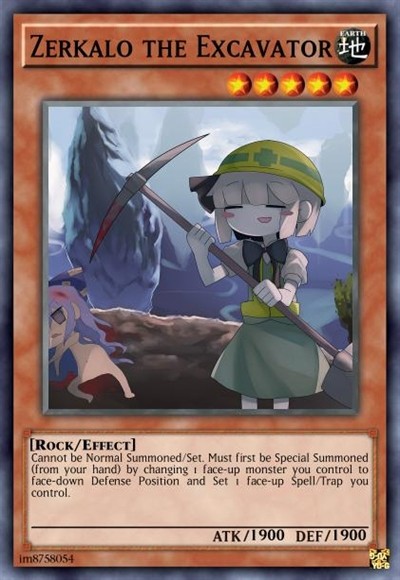 Zerkalo the Excavator
EARTH
地
[Rock/Effect]
Cannot be Normal Summoned/Set. Must first be Special Summoned
(from your hand) by changing 1 face-up monster you control to
face-down Defense Position and Set 1 face-up Spell/Trap you
control.
ATK/1900 DEF/1900
im8758054